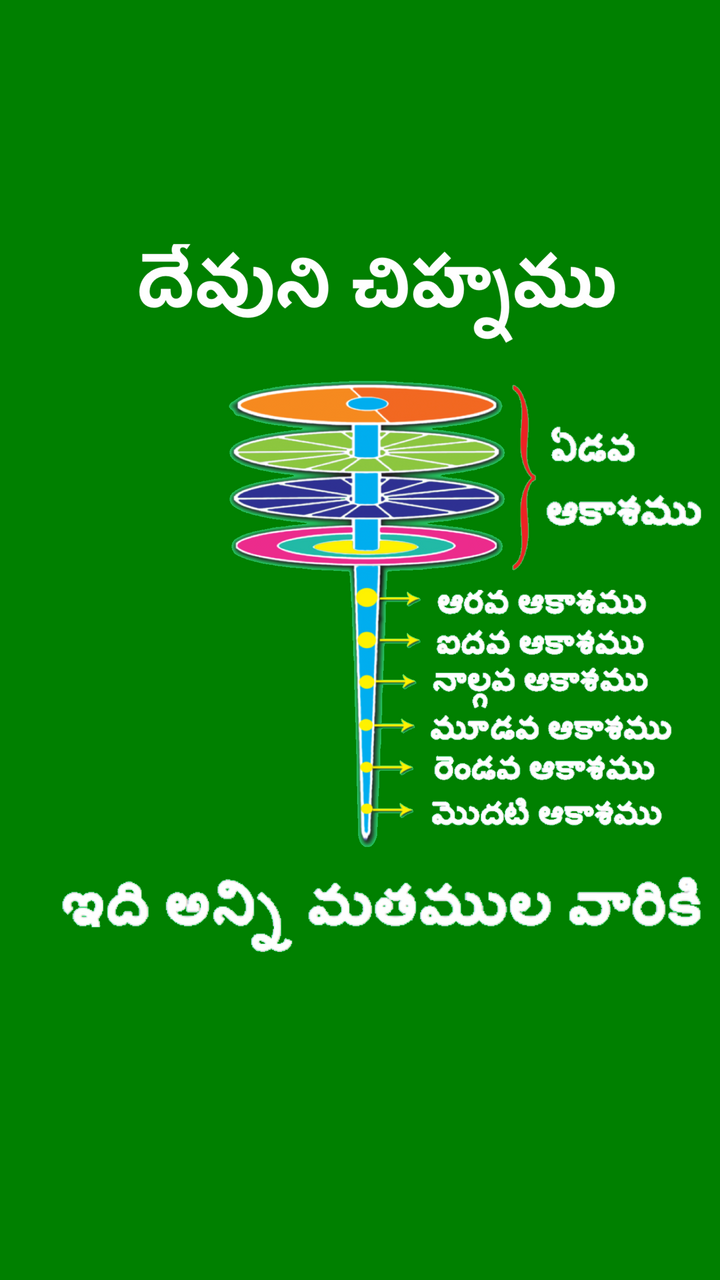 దేవుని చిహ్నము
ఏడవ
ఆకాశము
ఆరవ ఆకాశము
ఐదవ ఆకాశము
నాల్గవ ఆకాశము
మూడవ ఆకాశము
రెండవ ఆకాశము
మొదటి ఆకాశము
ఇది అన్ని మతముల వారికి